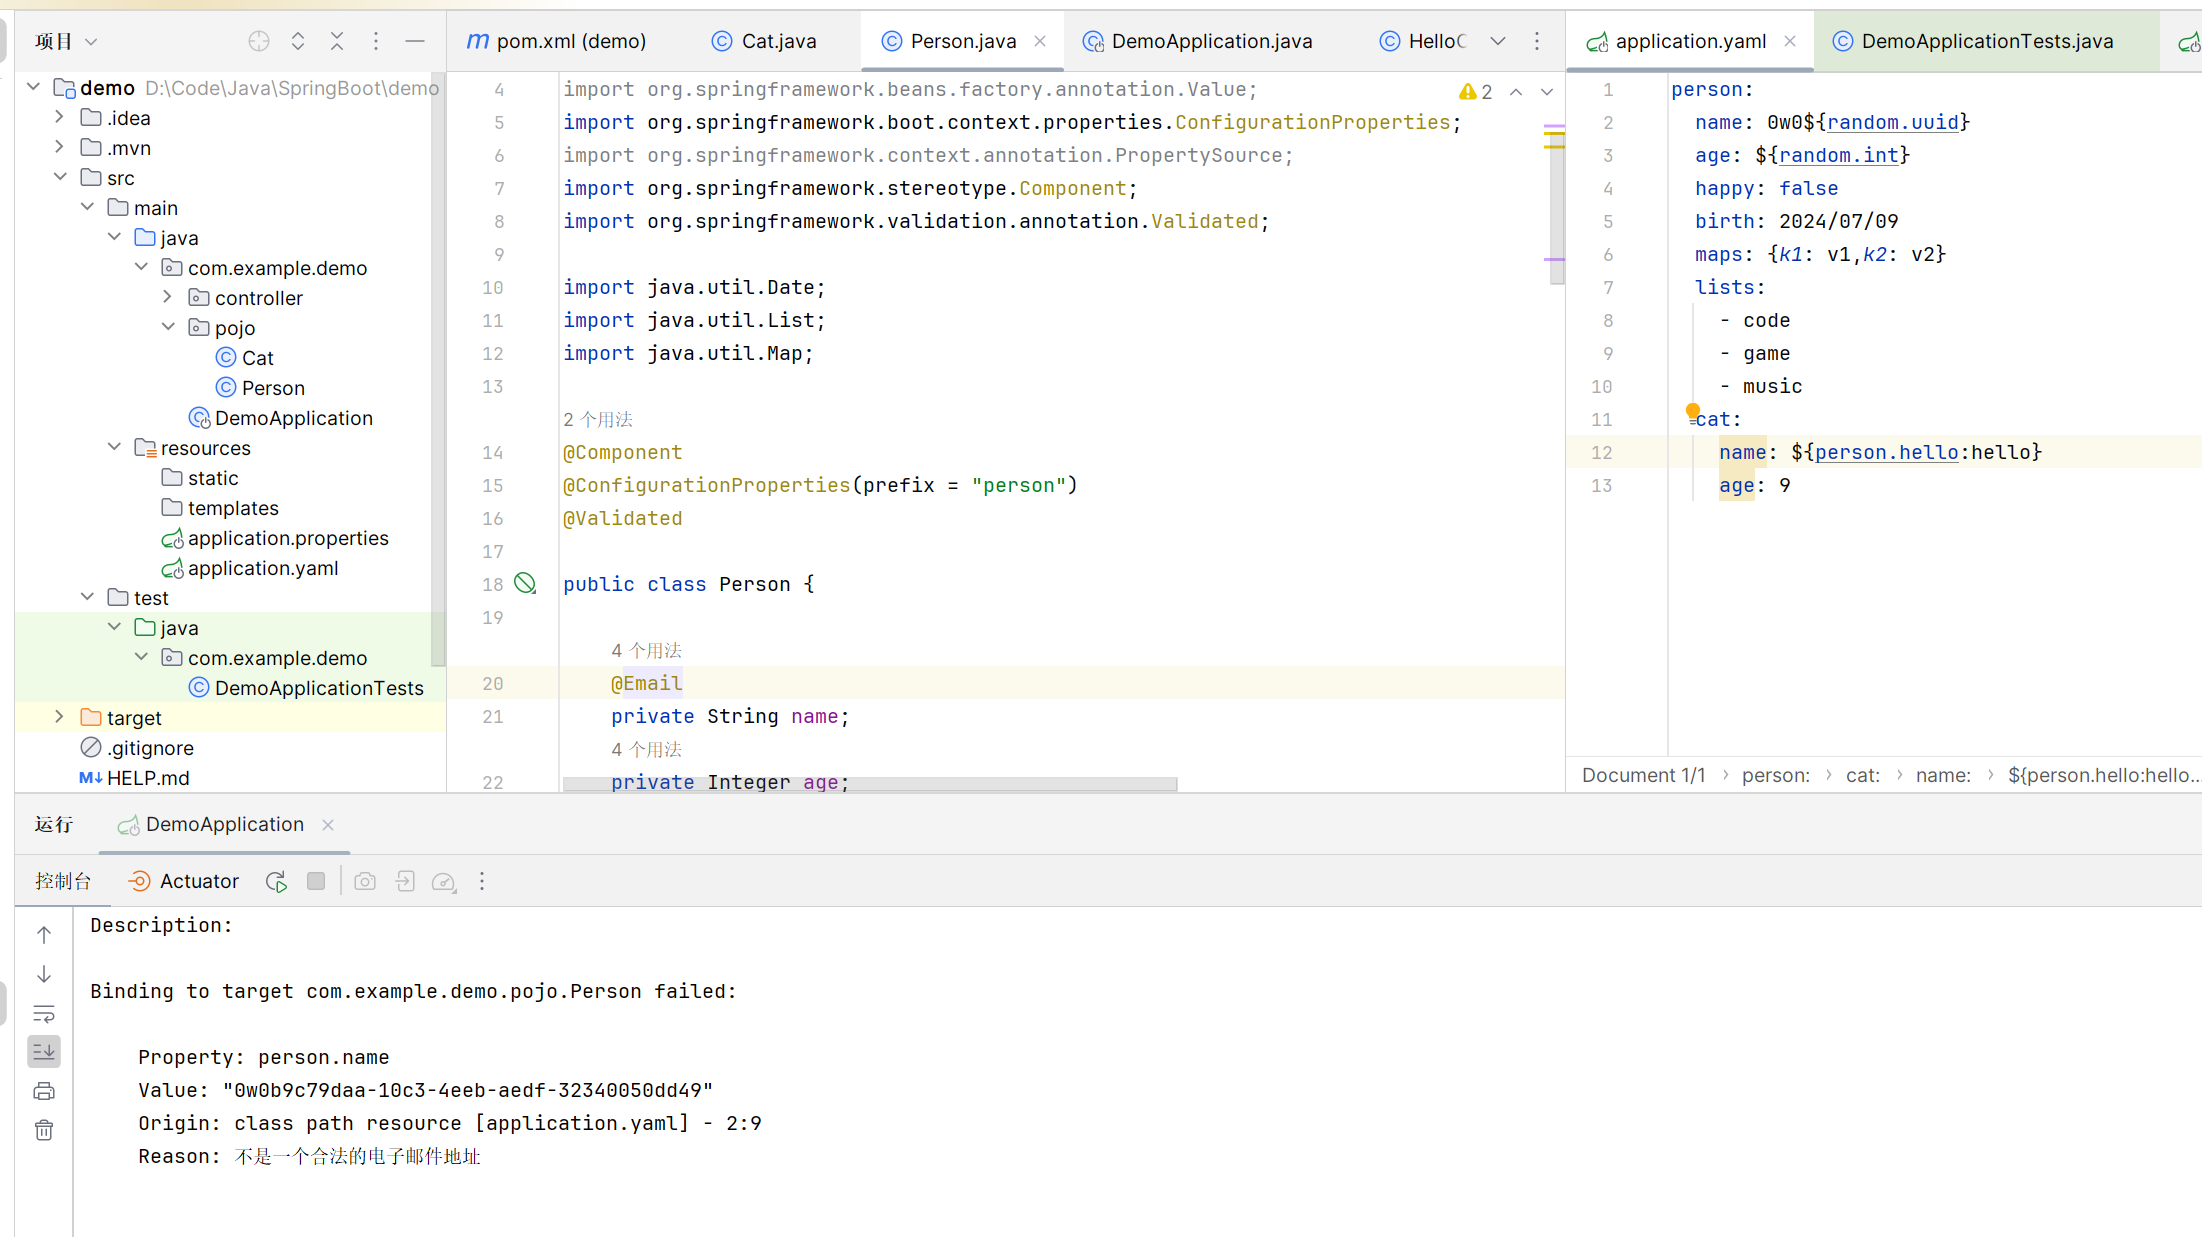 项目
demo D:\Code\Java\SpringBoot\demo
.idea
.mvn
src
main
java
com.example.demo
controller
pojo
Cat
Person
DemoApplication
resources
static
templates
application.properties
application.yaml
test
java
com.example.demo
DemoApplicationTests
target
.gitignore
HELP.md
pom.xml (demo) Cat.java Person.java DemoApplication.java HelloC
2
4 import org.springframework.beans.factory.annotation.Value;
5 import org.springframework.boot.context.properties.ConfigurationProperties;
6 import org.springframework.context.annotation.PropertySource;
7 import org.springframework.stereotype.Component;
8 import org.springframework.validation.annotation.Validated;
9
10 import java.util.Date;
11 import java.util.List;
12 import java.util.Map;
13
2 个用法
14 @Component
15 @ConfigurationProperties(prefix = "person")
16 @Validated
17
18 public class Person {
19
4 个用法
20 @Email
21 private String name;
4 个用法
22 private Integer age;
application.yaml DemoApplicationTests.java
1 person:
2 name: 0w0${random.uuid}
3 age: ${random.int}
4 happy: false
5 birth: 2024/07/09
6 maps: {k1: v1,k2: v2}
7 lists:
8 - code
9 - game
10 - music
11 cat:
12 name: ${person.hello:hello}
13 age: 9
Document 1/1 › person: › cat: › name: › ${person.hello:hello...
运行 DemoApplication
控制台 Actuator
Description:
Binding to target com.example.demo.pojo.Person failed:
Property: person.name
Value: "0w0b9c79daa-10c3-4eeb-aedf-32340050dd49"
Origin: class path resource [application.yaml] - 2:9
Reason: 不是一个合法的电子邮件地址